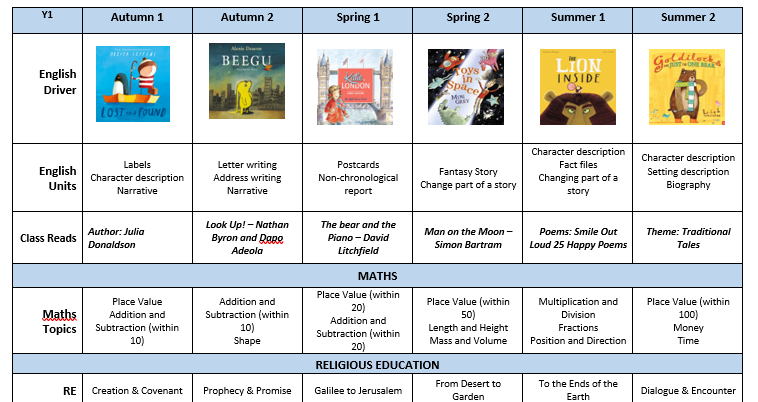 Y1 Autumn 1 Autumn 2 Spring 1 Spring 2 Summer 1 Summer 2
English
Driver
OLIVER JEFFERS
LOST AND FOUND
Alexis Deacon
BEEGU
Katie
in
LONDON
Toys
in
Space
MINI GREY
THE
LION
INSIDE
Goldilocks
AND JUST THE ONE BEAR
Leigh
English
Units
Labels
Character description
Narrative
Letter writing
Address writing
Narrative
Postcards
Non-chronological
report
Fantasy Story
Change part of a story
Character description
Fact files
Changing part of a
story
Character description
Setting description
Biography
Class Reads
Author: Julia
Donaldson
Look Up! – Nathan
Byron and Dapo
Adeola
The bear and the
Piano – David
Litchfield
Man on the Moon –
Simon Bartram
Poems: Smile Out
Loud 25 Happy Poems
Theme: Traditional
Tales
MATHS
Maths
Topics
Place Value
Addition and
Subtraction (within
10)
Addition and
Subtraction (within
10)
Shape
Place Value (within
20)
Addition and
Subtraction (within
20)
Place Value (within
50)
Length and Height
Mass and Volume
Multiplication and
Division
Fractions
Position and Direction
Place Value (within
100)
Money
Time
RELIGIOUS EDUCATION
RE
Creation & Covenant
Prophecy & Promise
Galilee to Jerusalem
From Desert to
Garden
To the Ends of the
Earth
Dialogue & Encounter